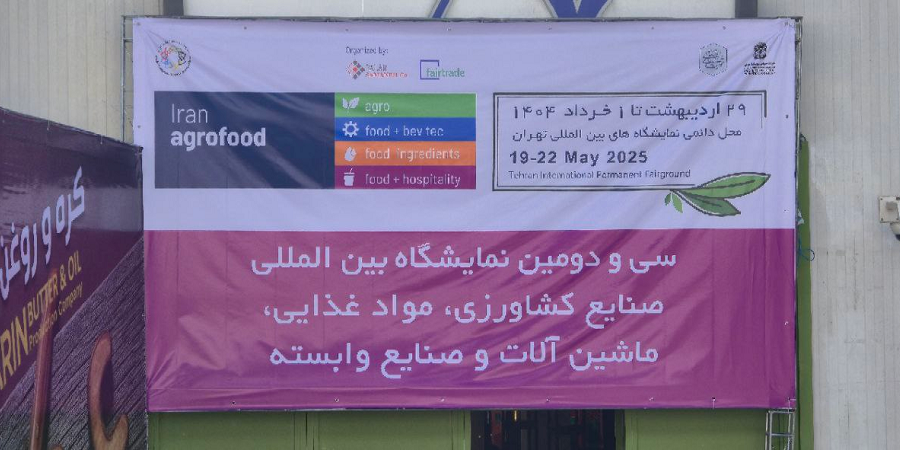 Organized by:
fairtrade
Iran
agrofood
agro
food + bev tec
food ingredients
food + hospitality
۲۹ اردیبهشت تا ۱ خرداد ۱۴۰۴
محل دائمی نمایشگاه های بین المللی تهران
19-22 May 2025
Tehran International Permanent Fairground
سی و دومین نمایشگاه بین المللی
صنایع کشاورزی، مواد غذایی،
ماشین آلات و صنایع وابسته
کره و روغن
BUTTER & OIL
Production Company